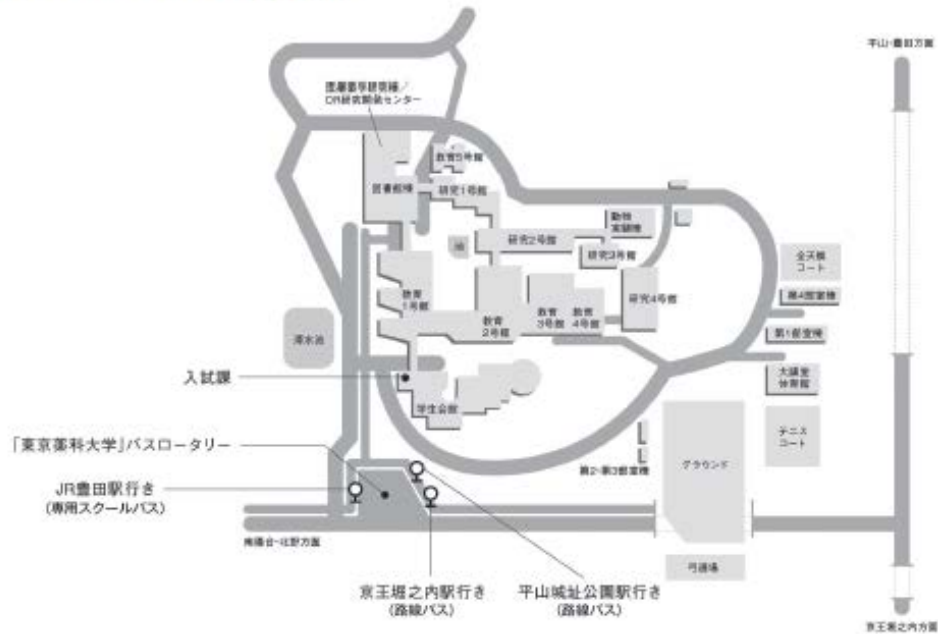 平山・豊田方面
医療薬学研究棟／
DR研究開発センター
教育5号館
図書館棟
研究1号館
動物
実験棟
研究2号館
研究3号館
全天候
コート
教育
1号館
研究4号館
第4部室棟
教育
2号館
教育
3号館
教育
4号館
第1部室棟
入試課
学生会館
大講堂
体育館
テニス
コート
グラウンド
第2・第3部室棟
「東京薬科大学」バスロータリー
JR豊田駅行き
(専用スクールバス)
南陽台・北野方面
弓道場
京王堀之内駅行き
(路線バス)
平山城址公園駅行き
(路線バス)
京王堀之内方面